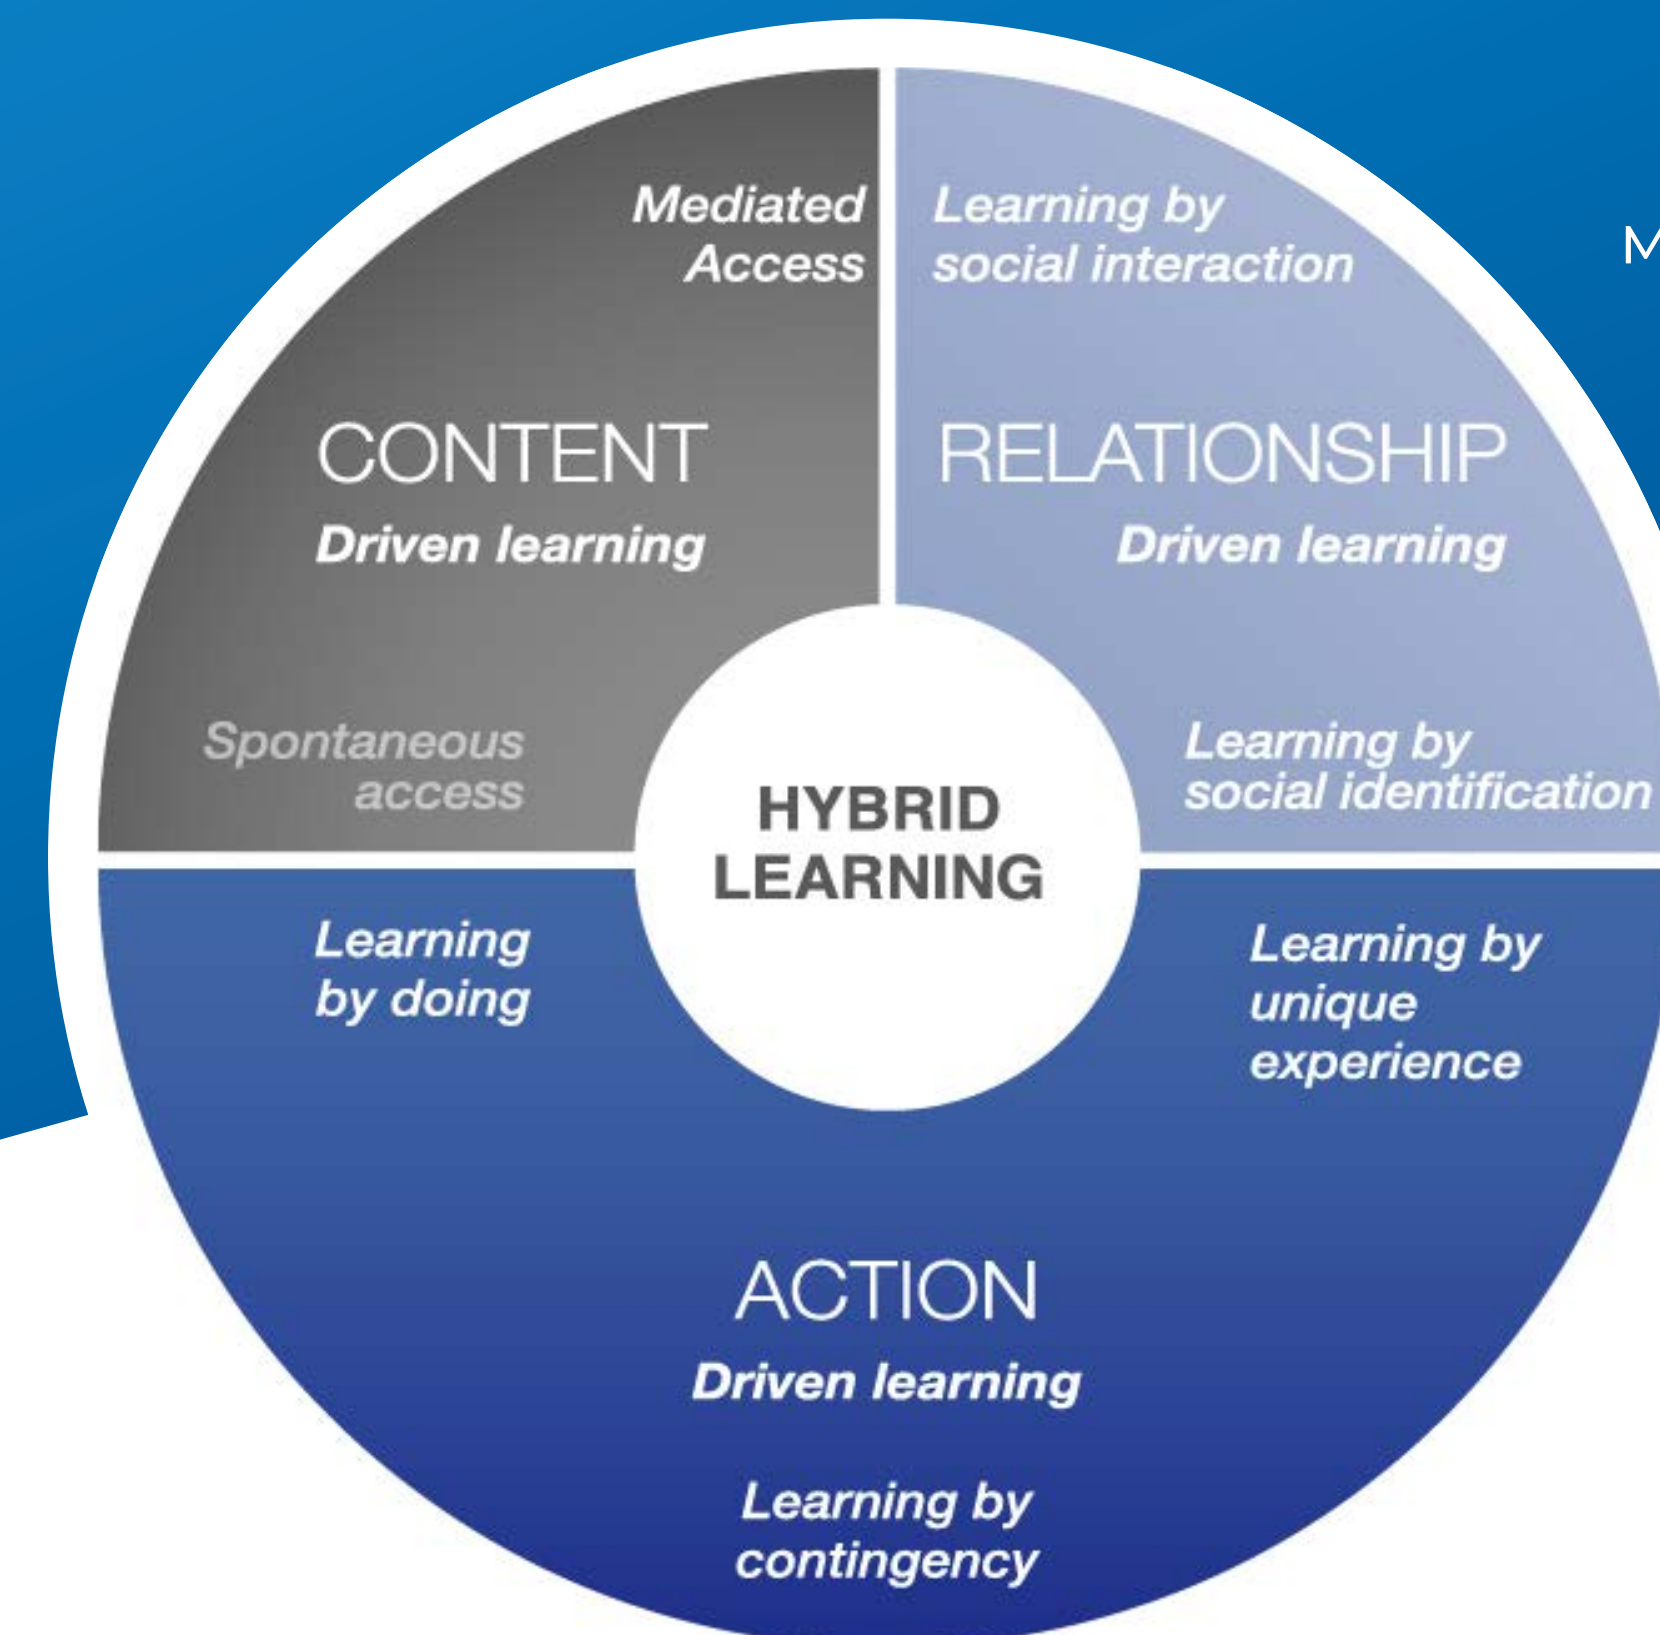 Mediated
Access
CONTENT
Driven learning
Spontaneous
access
Learning by
social interaction
M
RELATIONSHIP
Driven learning
Learning by
social identification
HYBRID
LEARNING
Learning
by doing
Learning by
unique
experience
ACTION
Driven learning
Learning by
contingency